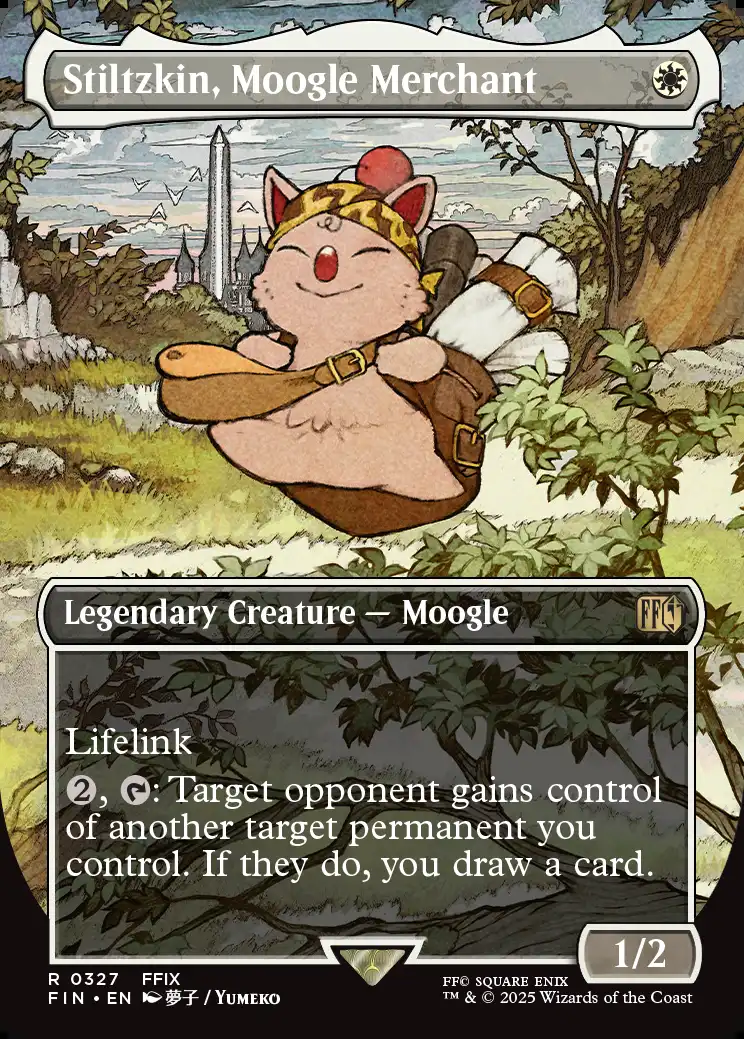 Stiltzkin, Moogle Merchant
Legendary Creature — Moogle
FF
Lifelink
2, : Target opponent gains control
of another target permanent you
control. If they do, you draw a card.
1/2
R 0327 FFIX
FIN • EN 夢子 / YUMEKO
FF© SQUARE ENIX
™ & © 2025 Wizards of the Coast